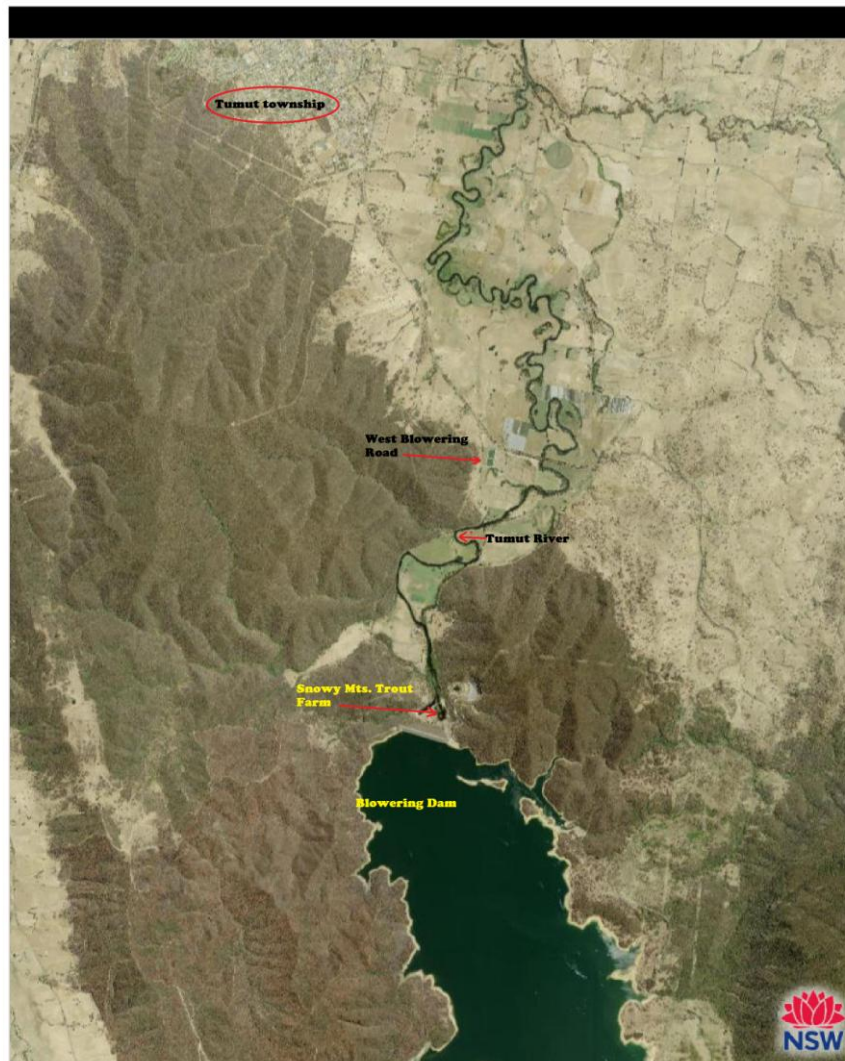 Tumut township
West Blowering
Road
Tumut River
Snowy Mts. Trout
Farm
Blowering Dam
NSW